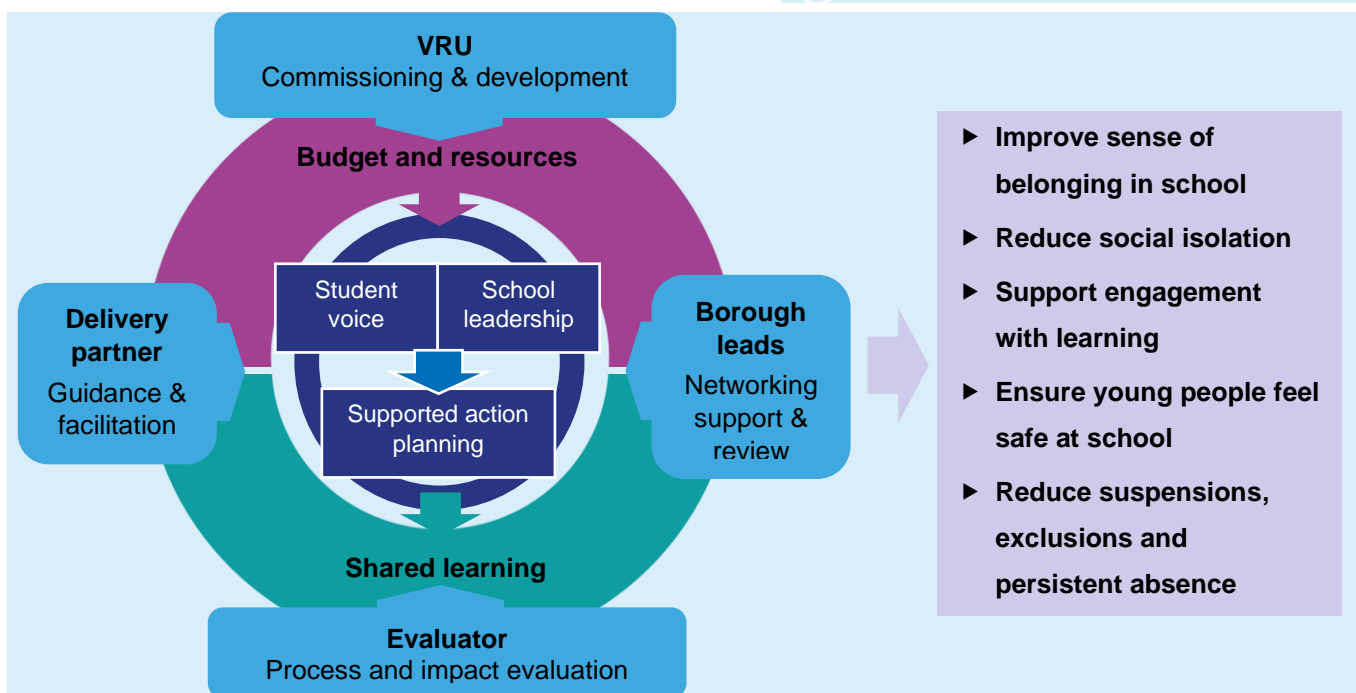 VRU
Commissioning & development
Budget and resources
Student
voice
School
leadership
Supported action
planning
Delivery
partner
Guidance &
facilitation
Borough
leads
Networking
support &
review
Shared learning
Evaluator
Process and impact evaluation
▶ Improve sense of
belonging in school
▶ Reduce social isolation
▶ Support engagement
with learning
▶ Ensure young people feel
safe at school
▶ Reduce suspensions,
exclusions and
persistent absence